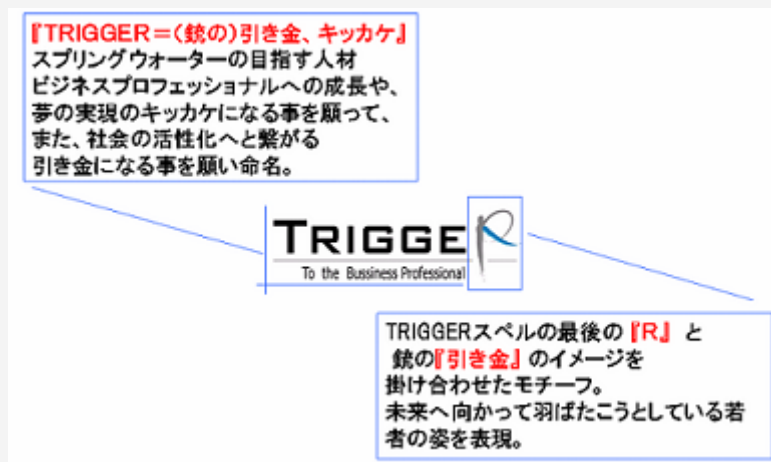 『TRIGGER＝(銃の)引き金、キッカケ』
スプリングウォーターの目指す人材
ビジネスプロフェッショナルへの成長や、
夢の実現のキッカケになる事を願って、
また、社会の活性化へと繋がる
引き金になる事を願い命名。
TRIGGER
To the Bussiness Professional
TRIGGERスペルの最後の『R』と
銃の『引き金』のイメージを
掛け合わせたモチーフ。
未来へ向かって羽ばたこうとしている若
者の姿を表現。